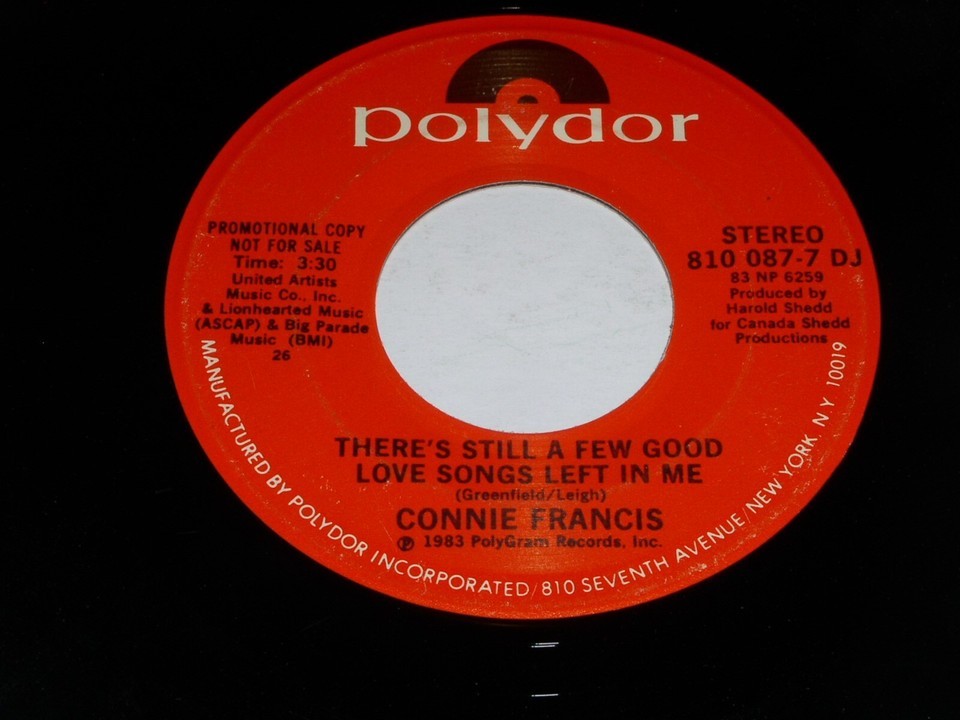 polydor
PROMOTIONAL COPY
NOT FOR SALE
Time: 3:30
United Artists
Music Co., Inc.
& Lionhearted Music
(ASCAP) & Big Parade
Music (BMI)
26
STEREO
810 087-7 DJ
83 NP 6259
Produced by
Harold Shedd
for Canada Shedd
Productions
THERE'S STILL A FEW GOOD
LOVE SONGS LEFT IN ME
(Greenfield/Leigh)
CONNIE FRANCIS
℗ 1983 PolyGram Records, Inc.
MANUFACTURED BY POLYDOR INCORPORATED/810 SEVENTH AVENUE/NEW YORK N Y 10019